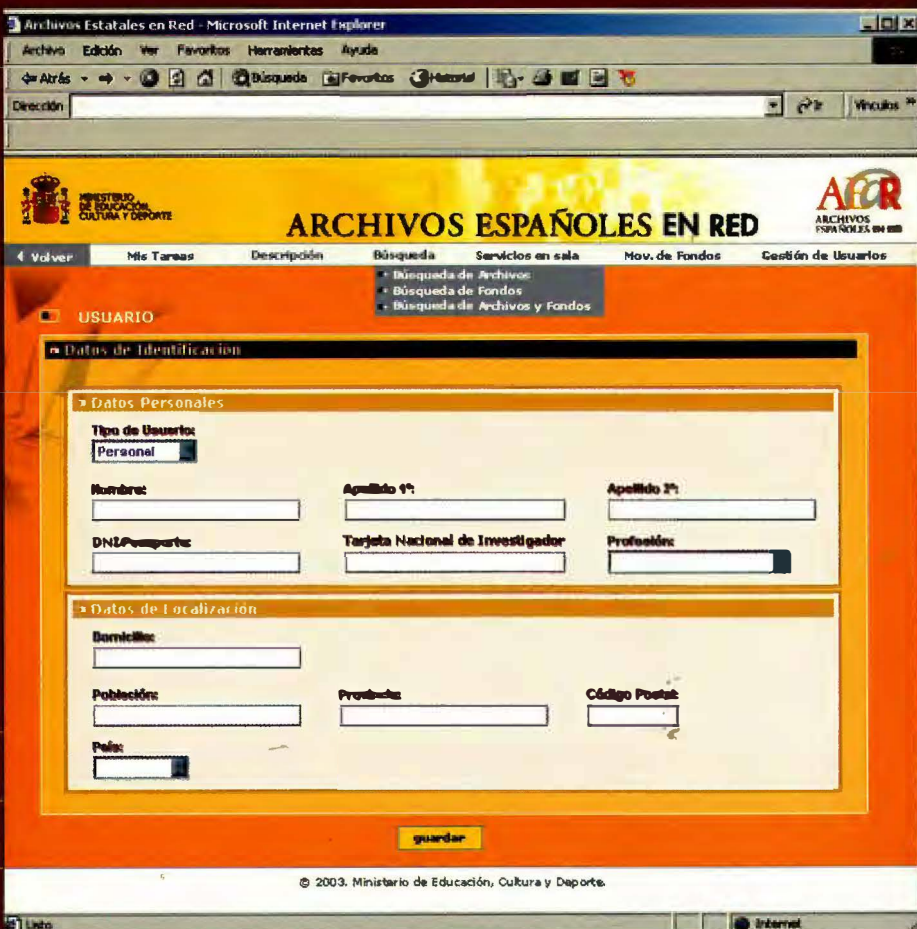 Archivos Estatales en Red - Microsoft Internet Explorer
Archivo Edición Ver Favoritos Herramientas Ayuda
Atrás Búsqueda Favoritos Historial
Dirección Ir Vínculos »
MINISTERIO
DE EDUCACIÓN,
CULTURA Y DEPORTE
ARCHIVOS ESPAÑOLES EN RED
AER
ARCHIVOS
ESPAÑOLES EN RED
Volver Mis Tareas Descripción Búsqueda Servicios en sala Mov. de Fondos Gestión de Usuarios
Búsqueda de Archivos
Búsqueda de Fondos
Búsqueda de Archivos y Fondos
USUARIO
Datos de Identificación
Datos Personales
Tipo de Usuario:
Personal
Nombre: Apellido 1º: Apellido 2º:
DNI/Pasaporte: Tarjeta Nacional de Investigador Profesión:
Datos de Localización
Domicilio:
Población: Provincia: Código Postal:
País:
guardar
© 2003. Ministerio de Educación, Cultura y Deporte.
Listo Internet